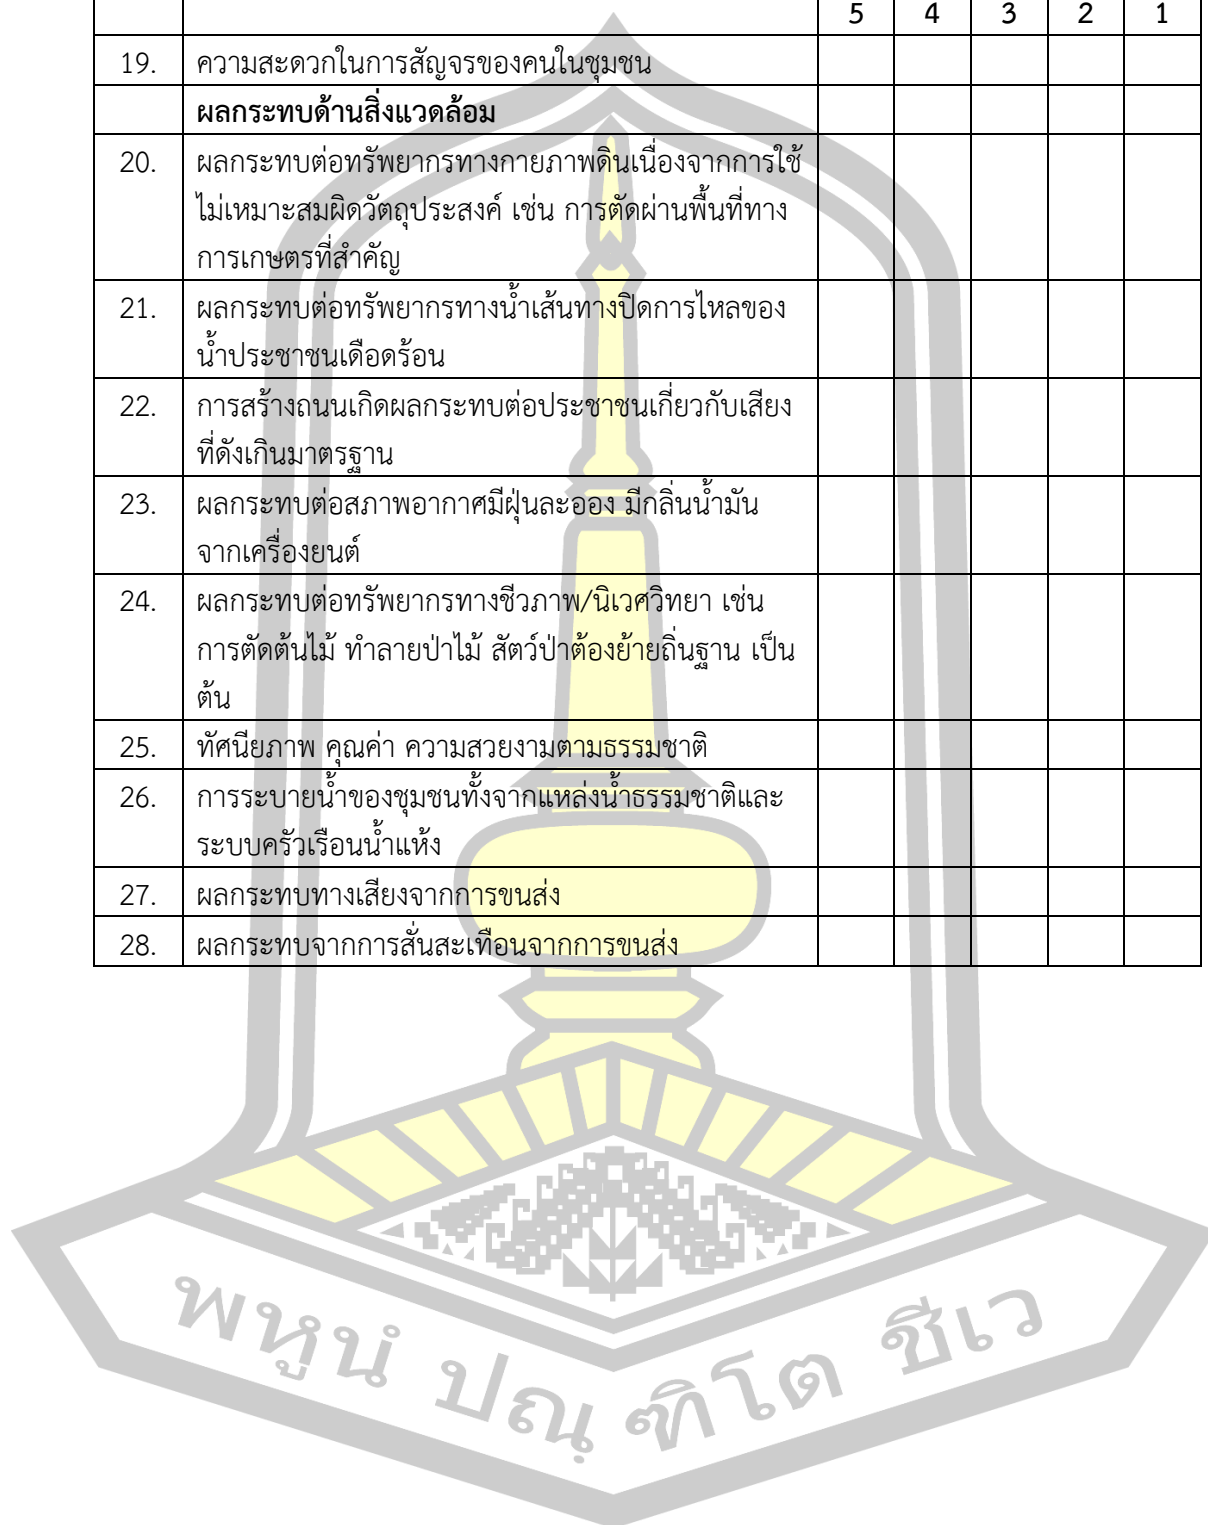 5 4 3 2 1
19. ความสะดวกในการสัญจรของคนในชุมชน
ผลกระทบด้านสิ่งแวดล้อม
20. ผลกระทบต่อทรัพยากรทางกายภาพดินเนื่องจากการใช้
ไม่เหมาะสมผิดวัตถุประสงค์ เช่น การตัดผ่านพื้นที่ทาง
การเกษตรที่สำคัญ
21. ผลกระทบต่อทรัพยากรทางน้ำเส้นทางปิดการไหลของ
น้ำประชาชนเดือดร้อน
22. การสร้างถนนเกิดผลกระทบต่อประชาชนเกี่ยวกับเสียง
ที่ดังเกินมาตรฐาน
23. ผลกระทบต่อสภาพอากาศมีฝุ่นละออง มีกลิ่นน้ำมัน
จากเครื่องยนต์
24. ผลกระทบต่อทรัพยากรทางชีวภาพ/นิเวศวิทยา เช่น
การตัดต้นไม้ ทำลายป่าไม้ สัตว์ป่าต้องย้ายถิ่นฐาน เป็น
ต้น
25. ทัศนียภาพ คุณค่า ความสวยงามตามธรรมชาติ
26. การระบายน้ำของชุมชนทั้งจากแหล่งน้ำธรรมชาติและ
ระบบครัวเรือนน้ำแห้ง
27. ผลกระทบทางเสียงจากการขนส่ง
28. ผลกระทบจากการสั่นสะเทือนจากการขนส่ง
พหูนํ ปณฺ ฑิโต ชีเว